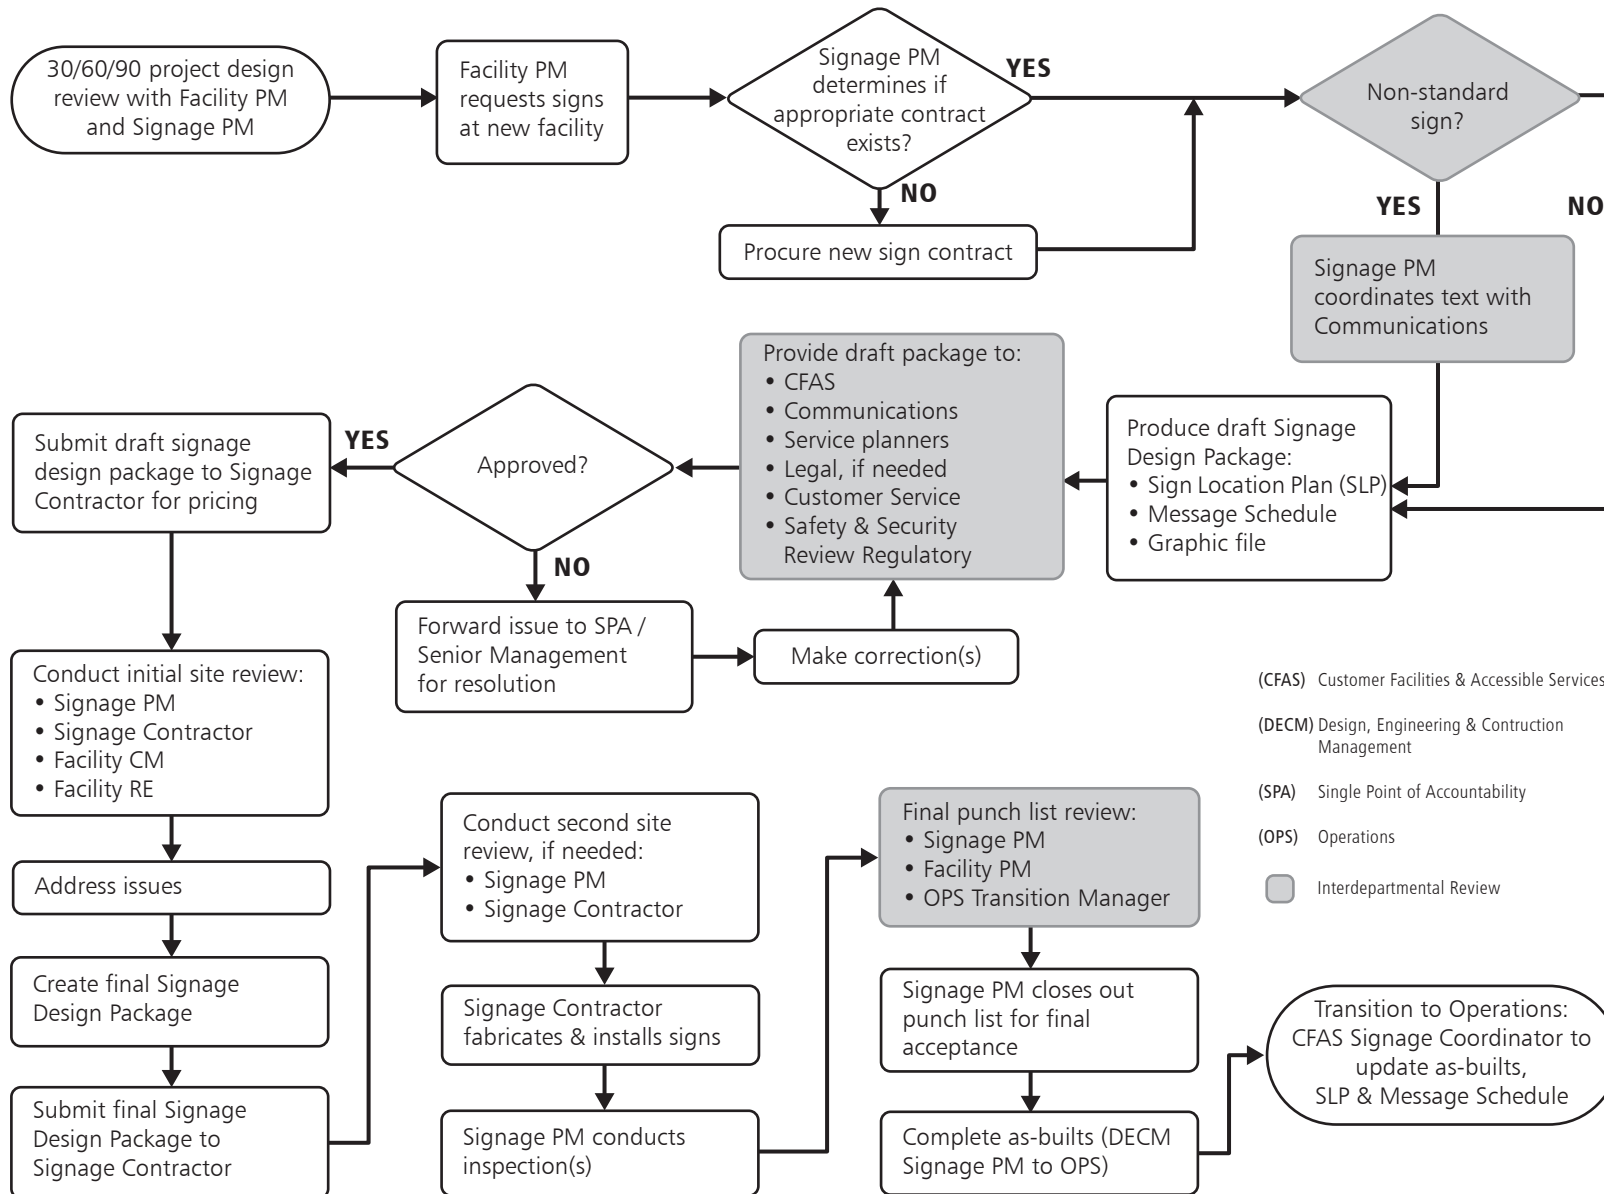 30/60/90 project design
review with Facility PM
and Signage PM
Facility PM
requests signs
at new facility
Signage PM
determines if
appropriate contract
exists?
YES
NO
Procure new sign contract
Non-standard
sign?
YES
NO
Signage PM
coordinates text with
Communications
Produce draft Signage
Design Package:
• Sign Location Plan (SLP)
• Message Schedule
• Graphic file
Provide draft package to:
• CFAS
• Communications
• Service planners
• Legal, if needed
• Customer Service
• Safety & Security
Review Regulatory
Approved?
YES
NO
Forward issue to SPA /
Senior Management
for resolution
Make correction(s)
Submit draft signage
design package to Signage
Contractor for pricing
Conduct initial site review:
• Signage PM
• Signage Contractor
• Facility CM
• Facility RE
Address issues
Create final Signage
Design Package
Submit final Signage
Design Package to
Signage Contractor
Conduct second site
review, if needed:
• Signage PM
• Signage Contractor
Signage Contractor
fabricates & installs signs
Signage PM conducts
inspection(s)
Final punch list review:
• Signage PM
• Facility PM
• OPS Transition Manager
Signage PM closes out
punch list for final
acceptance
Complete as-builts (DECM
Signage PM to OPS)
Transition to Operations:
CFAS Signage Coordinator to
update as-builts,
SLP & Message Schedule
(CFAS) Customer Facilities & Accessible Services
(DECM) Design, Engineering & Contruction
Management
(SPA) Single Point of Accountability
(OPS) Operations
Interdepartmental Review